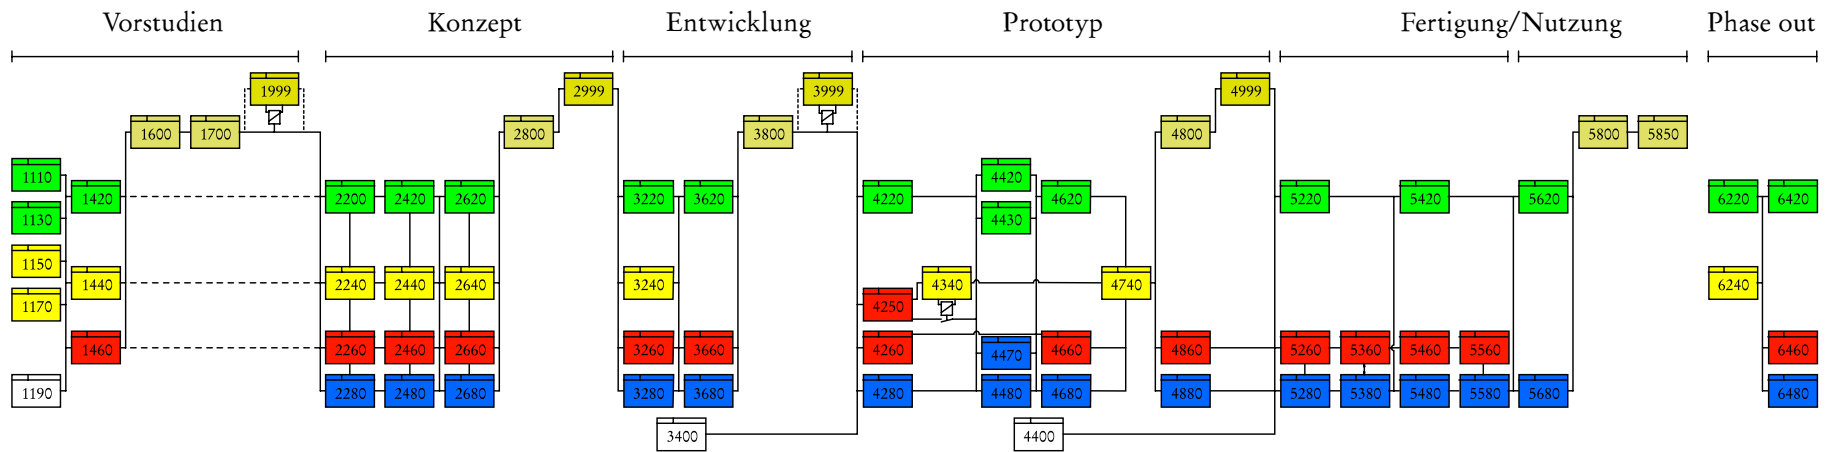 Vorstudien Konzept Entwicklung Prototyp Fertigung/Nutzung Phase out
1999 2999 3999 4999
1600 1700 2800 3800 4800 5800 5850
1110 4420
1420 2200 2420 2620 3220 3620 4220 4620 5220 5420 5620 6220 6420
1130 4430
1150
1440 2240 2440 2640 3240 4340 4740 6240
1170 4250
1460 2260 2460 2660 3260 3660 4260 4660 4860 5260 5360 5460 5560 6460
4470
1190 2280 2480 2680 3280 3680 4280 4480 4680 4880 5280 5380 5480 5580 5680 6480
3400 4400